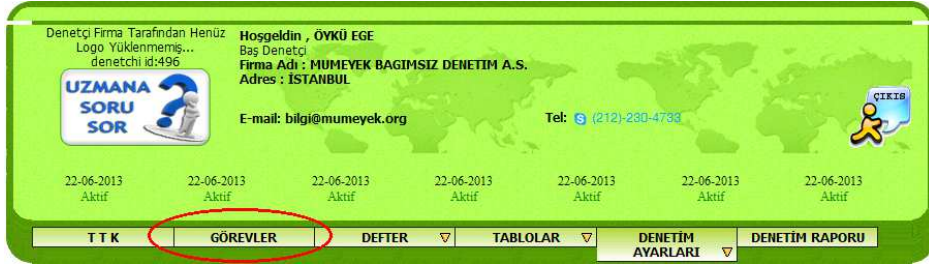 Denetçi Firma Tarafından Henüz
Logo Yüklenmemiş...
denetchi id:496
UZMANA
SORU
SOR
Hoşgeldin , ÖYKÜ EGE
Baş Denetçi
Firma Adı : MUMEYEK BAGIMSIZ DENETIM A.S.
Adres : İSTANBUL
E-mail: bilgi@mumeyek.org
Tel: S (212)-230-4733
ÇIKIS
22-06-2013 22-06-2013 22-06-2013 22-06-2013 22-06-2013 22-06-2013 22-06-2013
Aktif Aktif Aktif Aktif Aktif Aktif Aktif
T T K GÖREVLER DEFTER TABLOLAR DENETİM AYARLARI DENETİM RAPORU